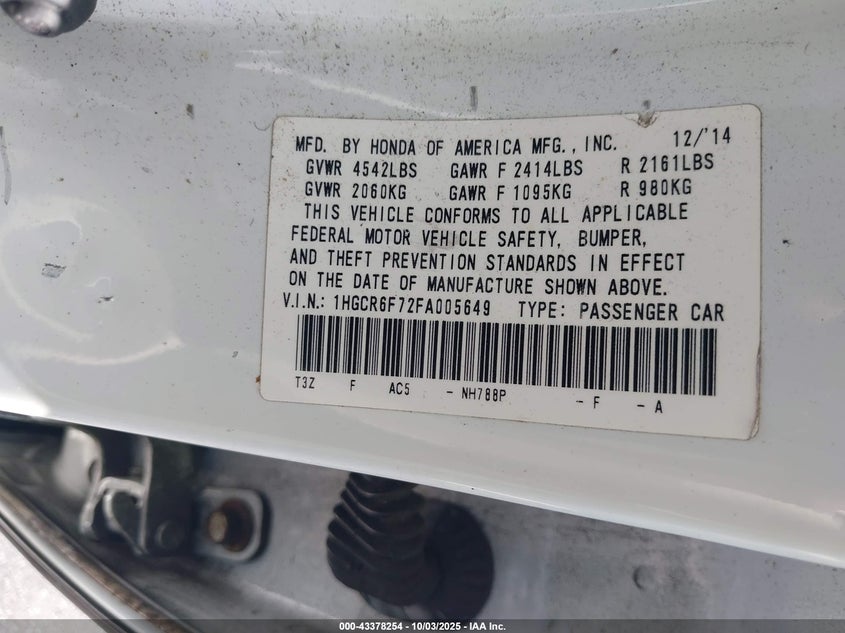 MFD. BY HONDA OF AMERICA MFG., INC. 12/'14
GVWR 4542LBS GAWR F 2414LBS R 2161LBS
GVWR 2060KG GAWR F 1095KG R 980KG
THIS VEHICLE CONFORMS TO ALL APPLICABLE
FEDERAL MOTOR VEHICLE SAFETY, BUMPER,
AND THEFT PREVENTION STANDARDS IN EFFECT
ON THE DATE OF MANUFACTURE SHOWN ABOVE.
V.I.N.: 1HGCR6F72FA005649 TYPE: PASSENGER CAR
T3Z F AC5 - NH788P - F - A
000-43378254 - 10/03/2025 - IAA Inc.